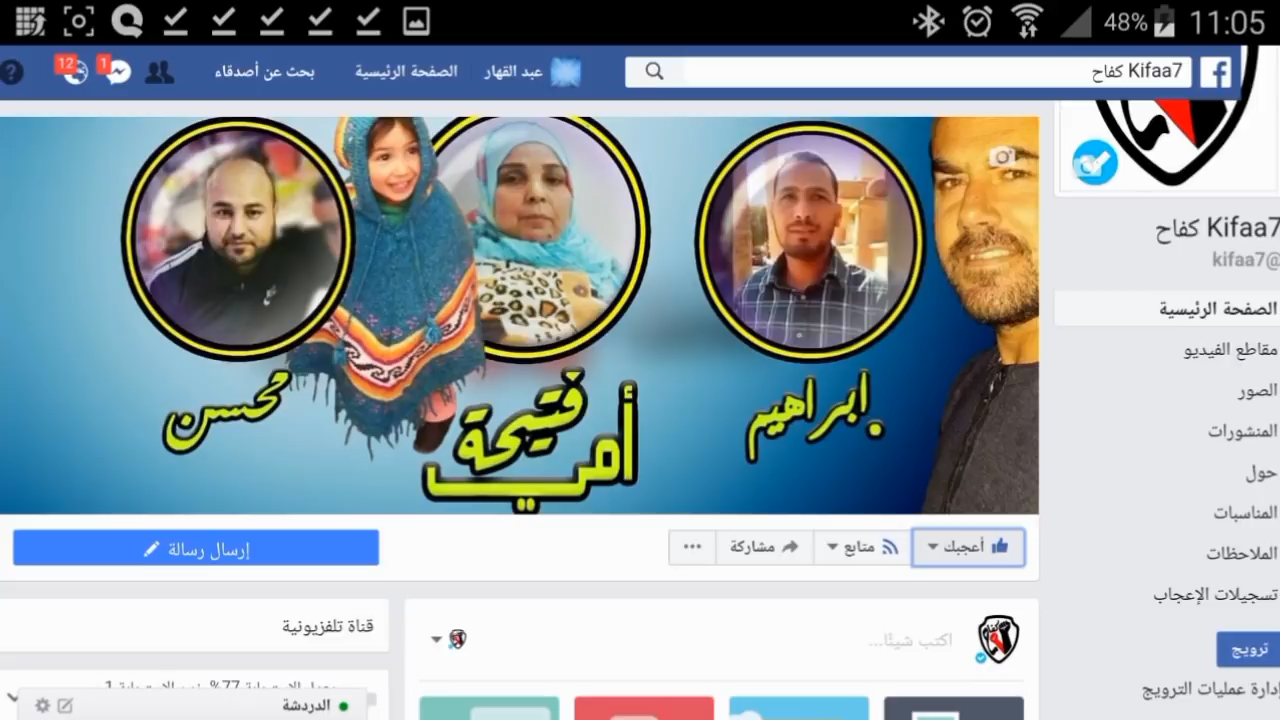 48% 11:05
12 1 بحث عن أصدقاء الصفحة الرئيسية عبد القهار
Kifaa7 كفاح
محسن
أمي فتيحة
ابراهيم
Kifaa7 كفاح
@kifaa7
الصفحة الرئيسية
مقاطع الفيديو
الصور
المنشورات
حول
المناسبات
الملاحظات
تسجيلات الإعجاب
ترويج
إدارة عمليات الترويج
أعجبك
متابع
مشاركة
إرسال رسالة
اكتب شيئًا...
قناة تلفزيونية
77%
الدردشة